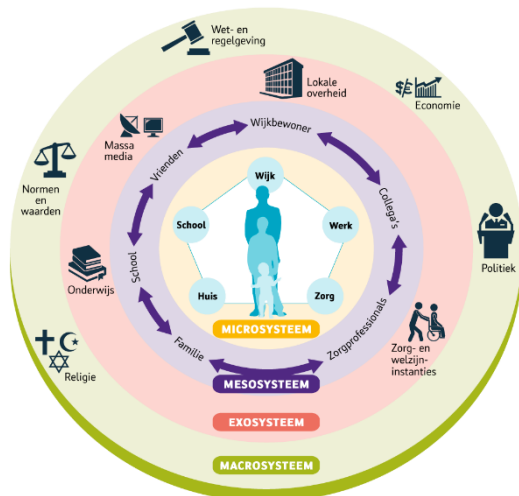 Wet- en
regelgeving
Lokale
overheid
$/€
Economie
Massa
media
Wijkbewoner
Vrienden
Collega's
Normen
en
waarden
Wijk
School
Werk
Politiek
School
Onderwijs
Huis
Zorg
Zorg- en
welzijn-
instanties
Religie
Familie
Zorgprofessionals
MICROSYSTEEM
MESOSYSTEEM
EXOSYSTEEM
MACROSYSTEEM